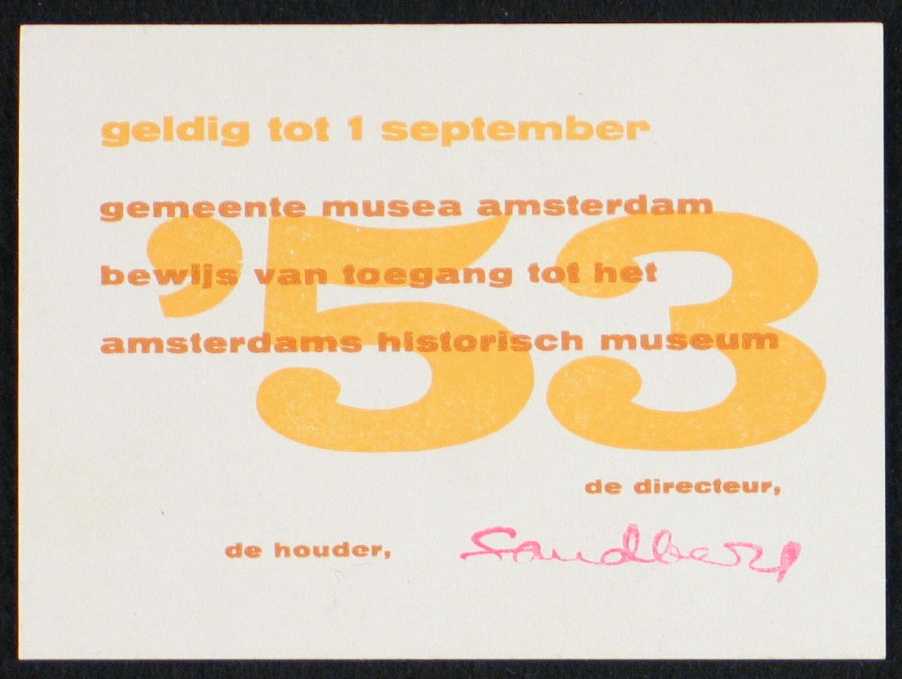 geldig tot 1 september
gemeente musea amsterdam
'53
bewijs van toegang tot het
amsterdams historisch museum
de directeur,
de houder,
Sandberg